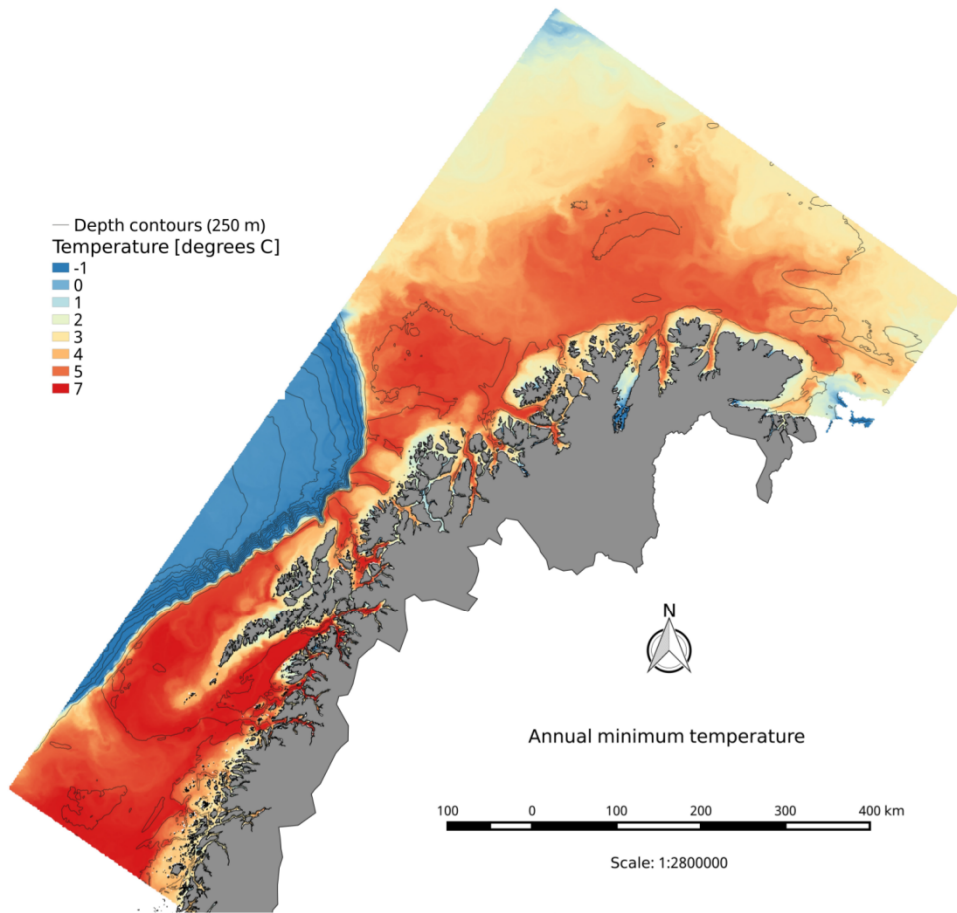 Depth contours (250 m)
Temperature [degrees C]
-1
0
1
2
3
4
5
7
N
Annual minimum temperature
100 0 100 200 300 400 km
Scale: 1:2800000